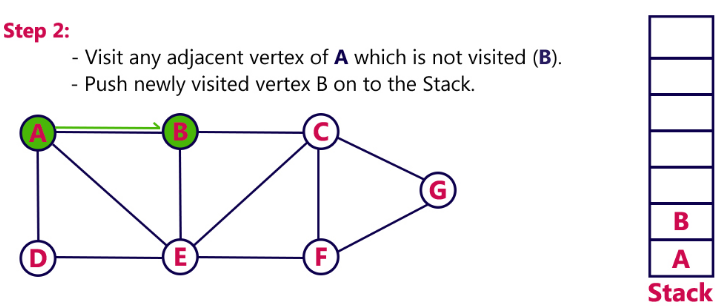 Step 2:
- Visit any adjacent vertex of A which is not visited (B).
- Push newly visited vertex B on to the Stack.
A
B
C
G
D
E
F
B
A
Stack